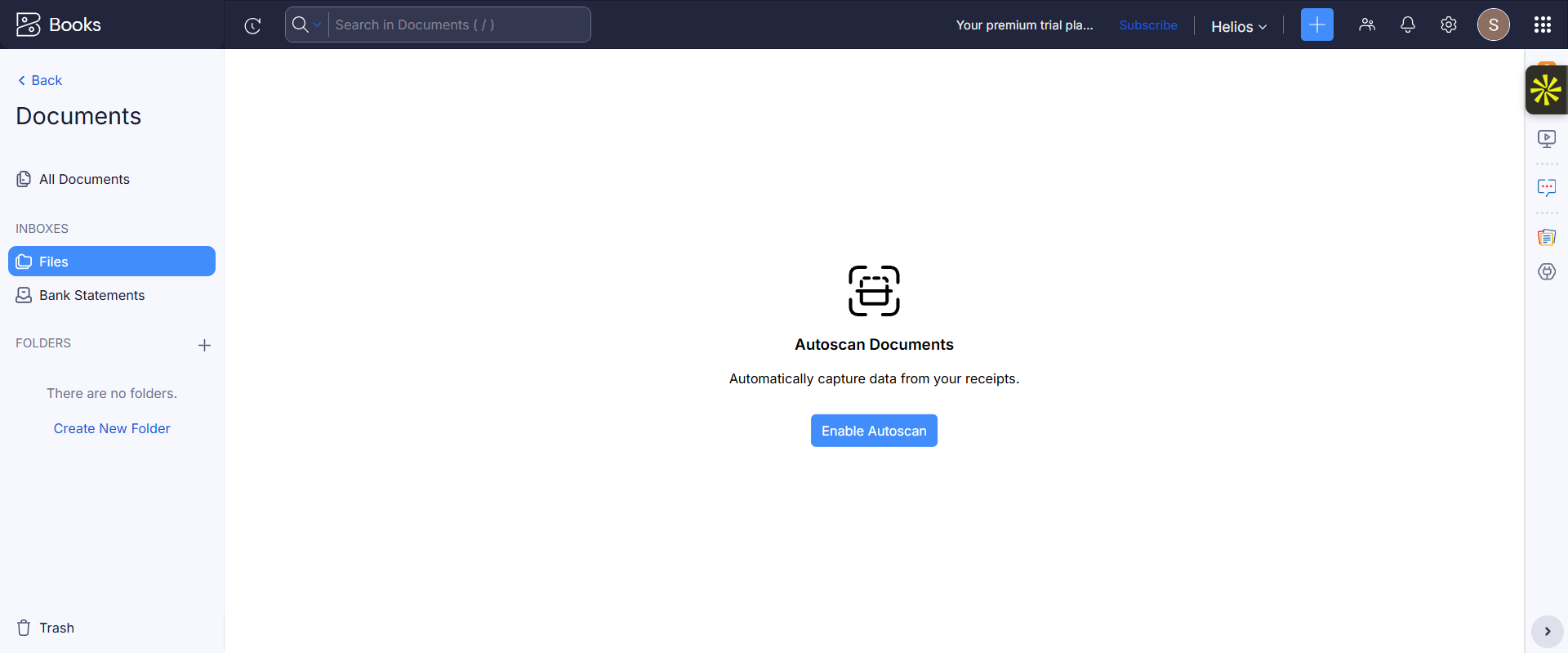 Books
Search in Documents ( / )
Your premium trial pla...
Subscribe
Helios
S
Back
Documents
All Documents
INBOXES
Files
Bank Statements
FOLDERS
There are no folders.
Create New Folder
Trash
Autoscan Documents
Automatically capture data from your receipts.
Enable Autoscan